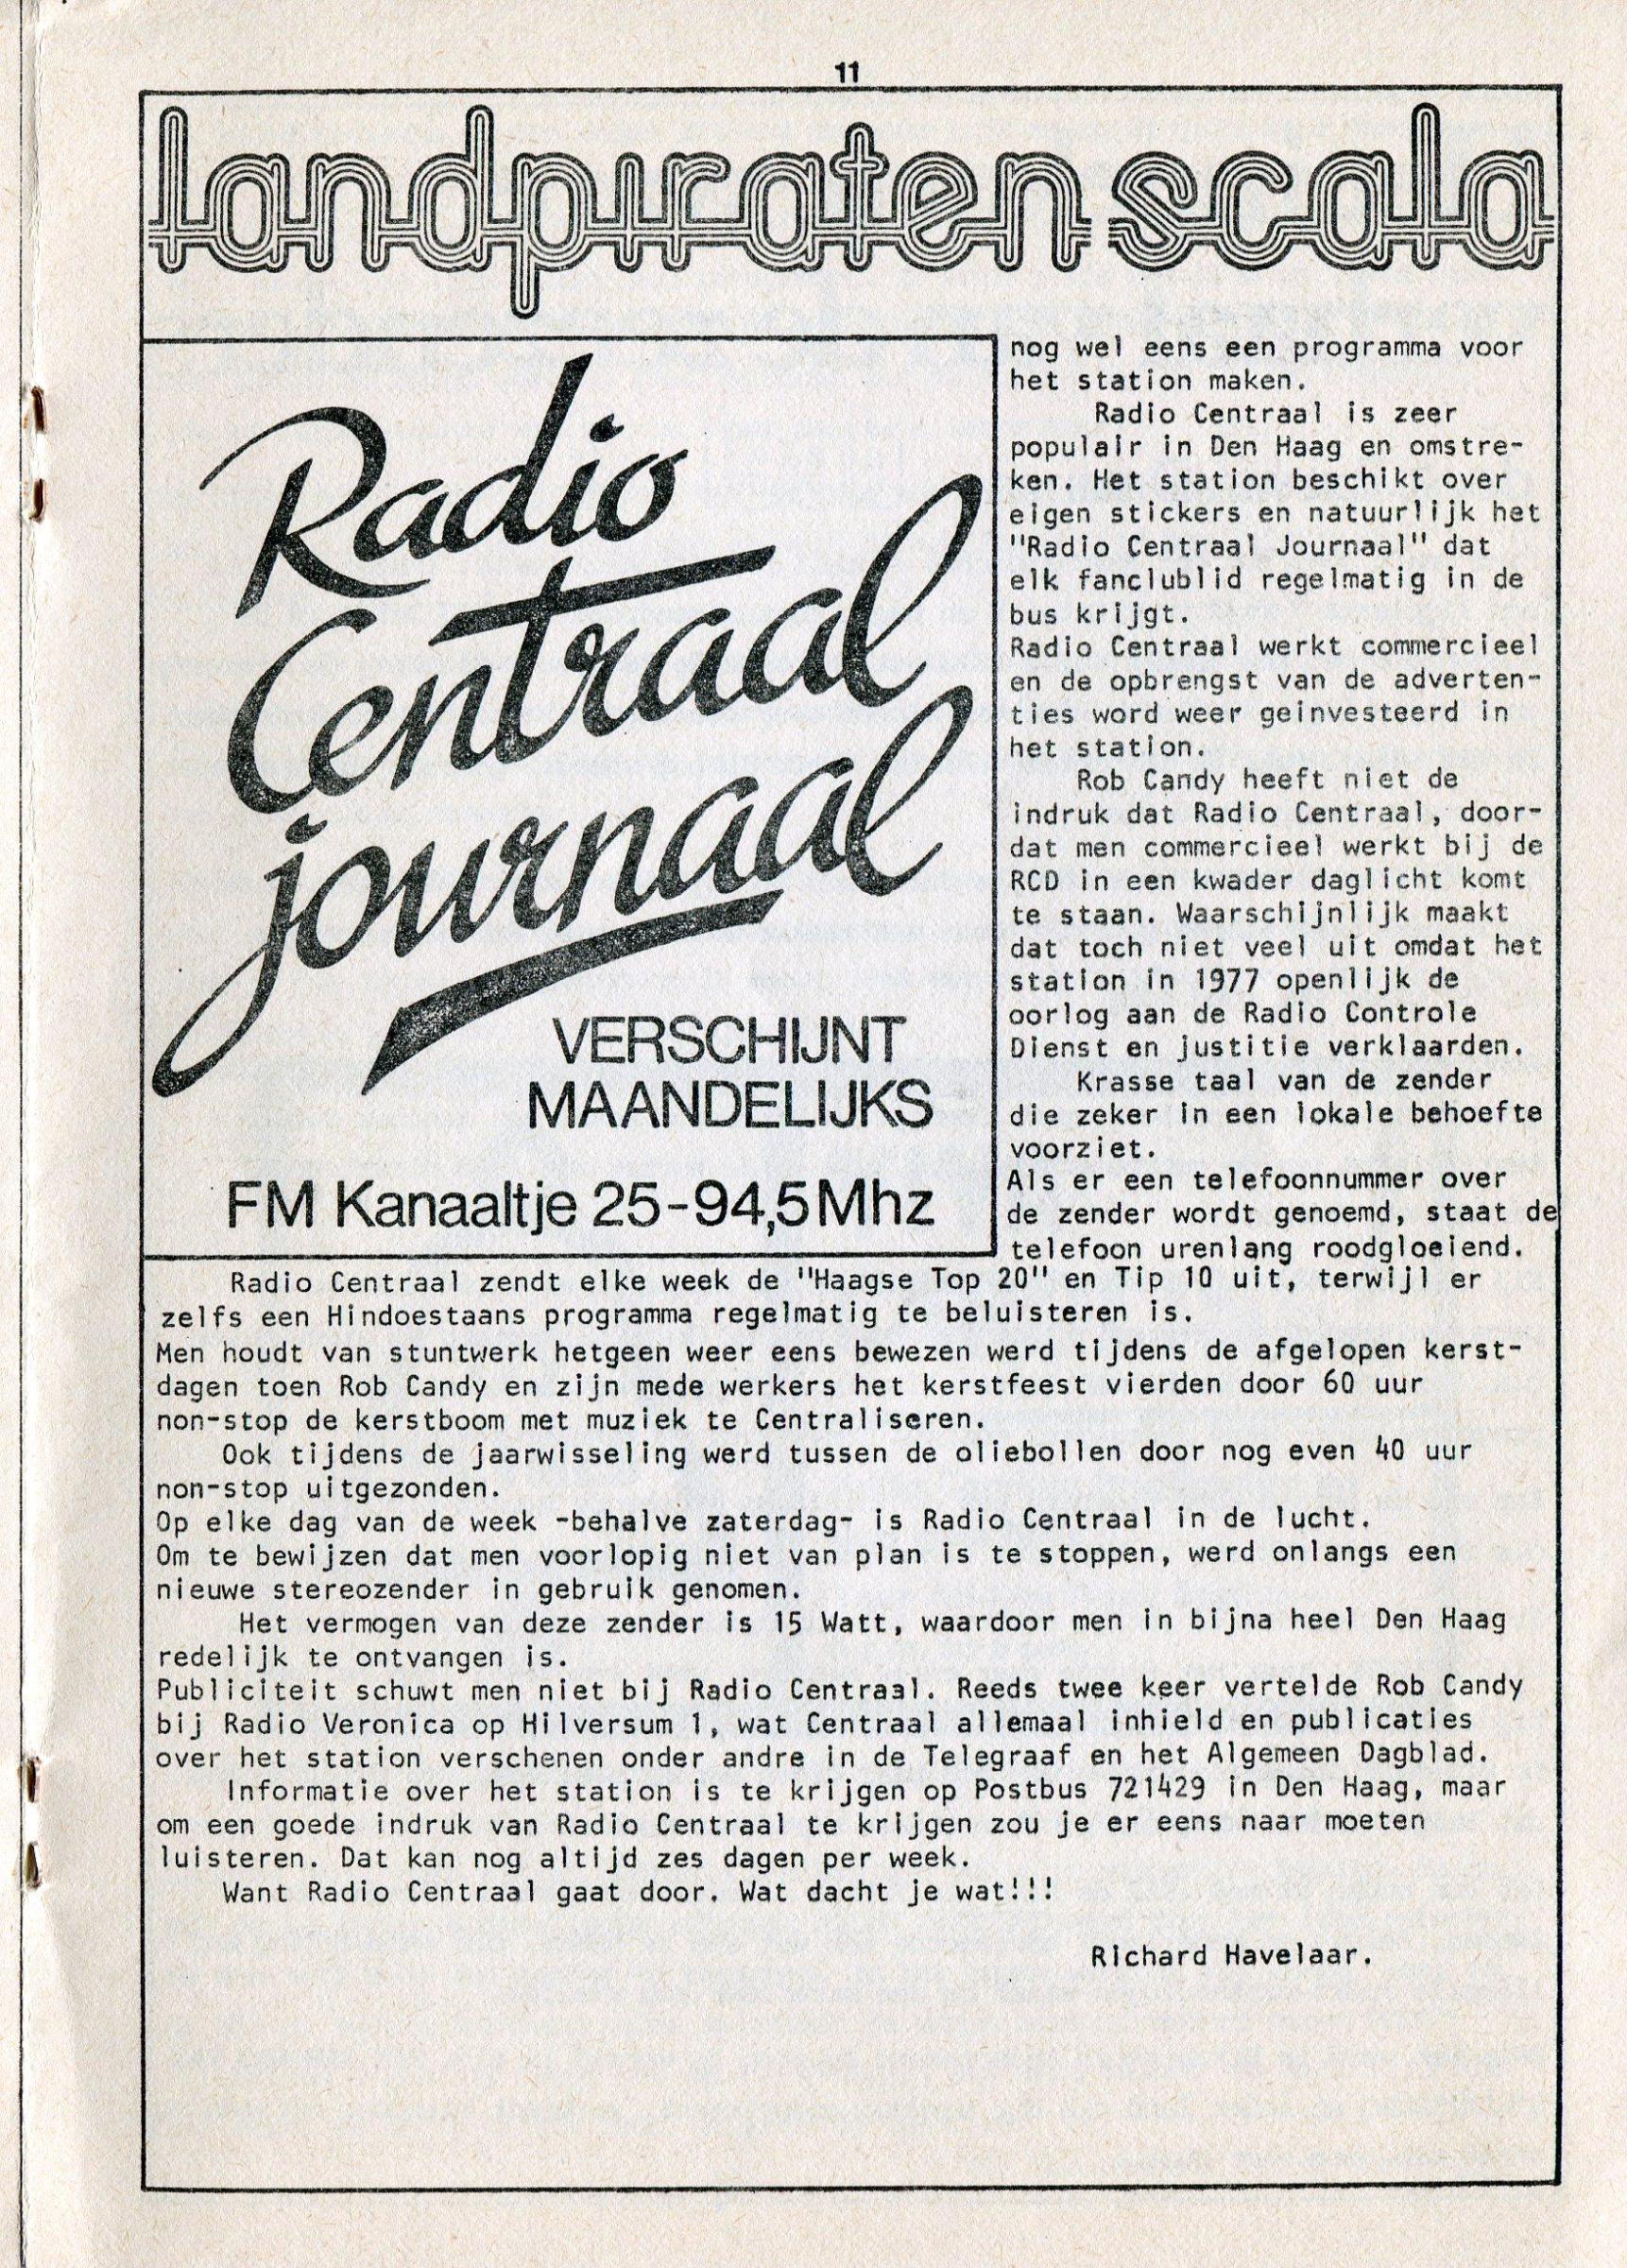 11
landpiraten scala
Radio
Centraal
journaal
VERSCHIJNT
MAANDELIJKS
FM Kanaaltje 25-94,5Mhz
nog wel eens een programma voor
het station maken.
Radio Centraal is zeer
populair in Den Haag en omstre-
ken. Het station beschikt over
eigen stickers en natuurlijk het
"Radio Centraal Journaal" dat
elk fanclublid regelmatig in de
bus krijgt.
Radio Centraal werkt commercieel
en de opbrengst van de adverten-
ties word weer geinvesteerd in
het station.
Rob Candy heeft niet de
indruk dat Radio Centraal, door-
dat men commercieel werkt bij de
RCD in een kwader daglicht komt
te staan. Waarschijnlijk maakt
dat toch niet veel uit omdat het
station in 1977 openlijk de
oorlog aan de Radio Controle
Dienst en justitie verklaarden.
Krasse taal van de zender
die zeker in een lokale behoefte
voorziet.
Als er een telefoonnummer over
de zender wordt genoemd, staat de
telefoon urenlang roodgloeiend.
Radio Centraal zendt elke week de "Haagse Top 20" en Tip 10 uit, terwijl er
zelfs een Hindoestaans programma regelmatig te beluisteren is.
Men houdt van stuntwerk hetgeen weer eens bewezen werd tijdens de afgelopen kerst-
dagen toen Rob Candy en zijn mede werkers het kerstfeest vierden door 60 uur
non-stop de kerstboom met muziek te Centraliseren.
Ook tijdens de jaarwisseling werd tussen de oliebollen door nog even 40 uur
non-stop uitgezonden.
Op elke dag van de week -behalve zaterdag- is Radio Centraal in de lucht.
Om te bewijzen dat men voorlopig niet van plan is te stoppen, werd onlangs een
nieuwe stereozender in gebruik genomen.
Het vermogen van deze zender is 15 Watt, waardoor men in bijna heel Den Haag
redelijk te ontvangen is.
Publiciteit schuwt men niet bij Radio Centraal. Reeds twee keer vertelde Rob Candy
bij Radio Veronica op Hilversum 1, wat Centraal allemaal inhield en publicaties
over het station verschenen onder andre in de Telegraaf en het Algemeen Dagblad.
Informatie over het station is te krijgen op Postbus 721429 in Den Haag, maar
om een goede indruk van Radio Centraal te krijgen zou je er eens naar moeten
luisteren. Dat kan nog altijd zes dagen per week.
Want Radio Centraal gaat door. Wat dacht je wat!!!
Richard Havelaar.